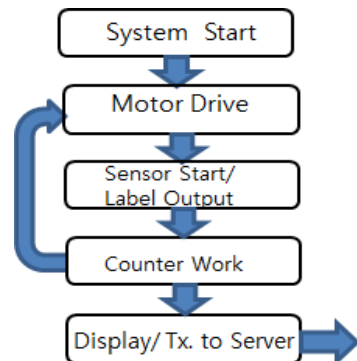 System Start
Motor Drive
Sensor Start/
Label Output
Counter Work
Display/ Tx. to Server